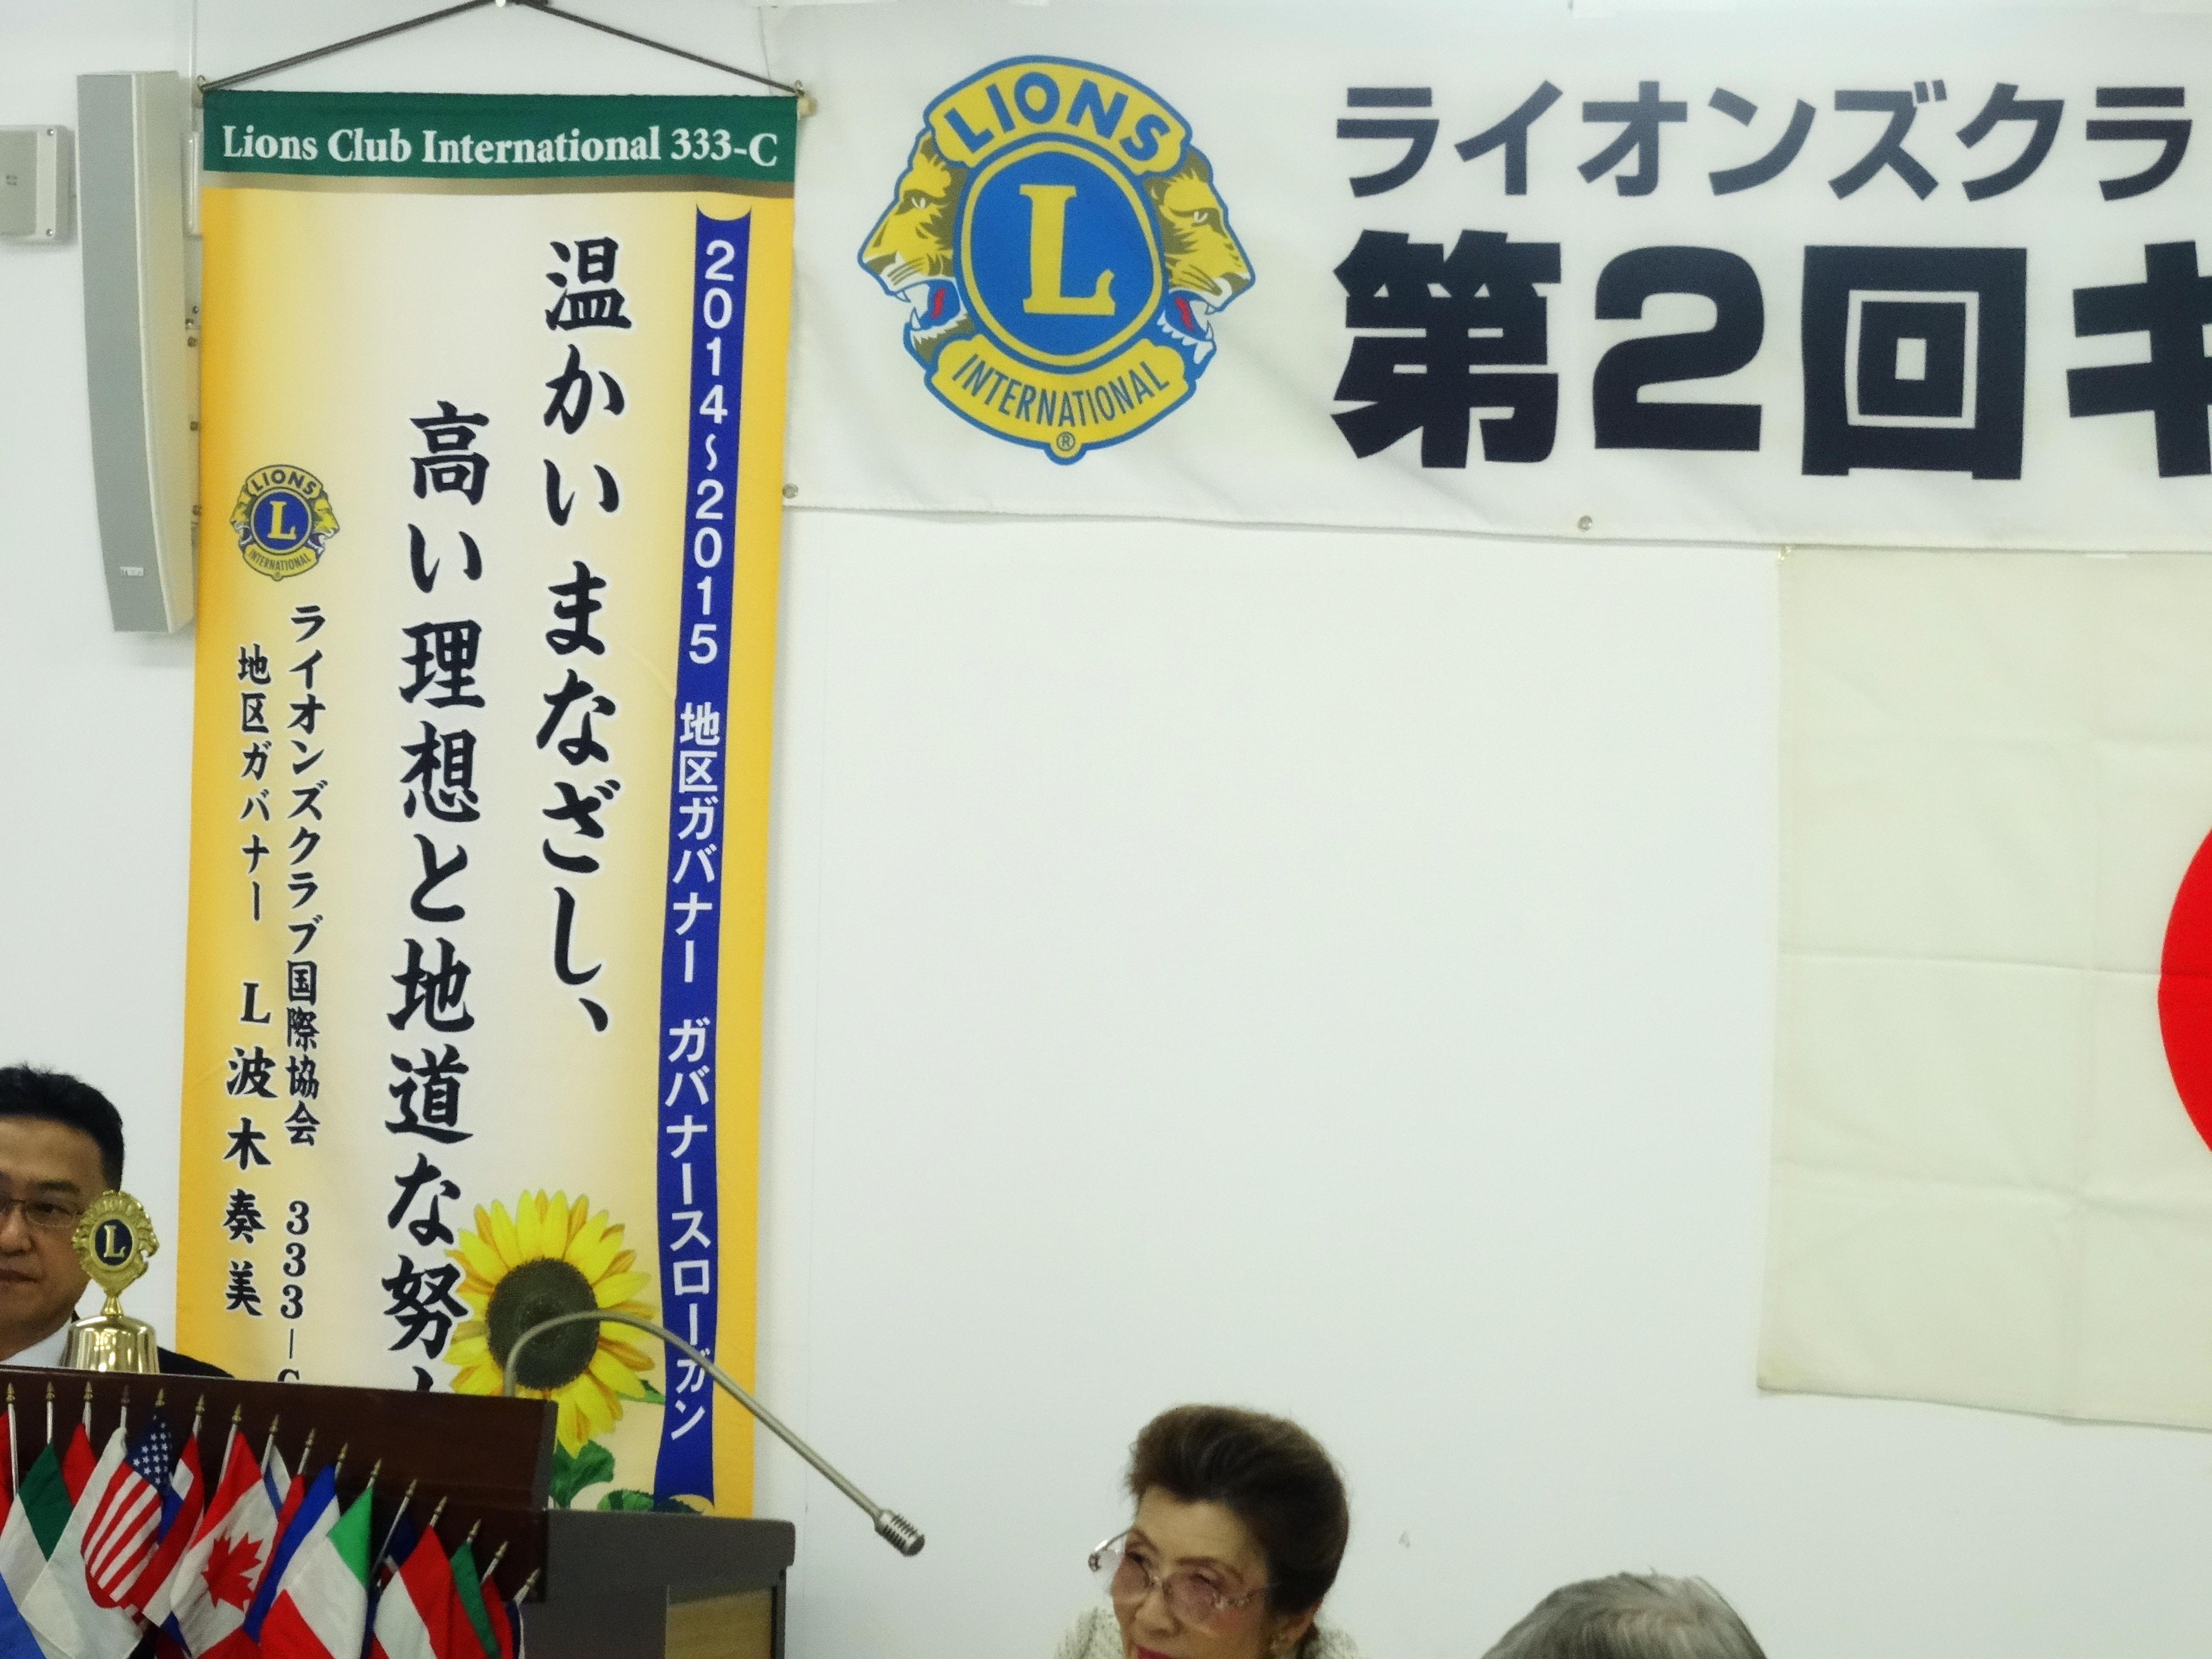 Lions Club International 333-C
2014～2015 地区ガバナー ガバナースローガン
温かいまなざし、
高い理想と地道な努
LIONS
L
INTERNATIONAL
ライオンズクラブ国際協会 333-C
地区ガバナー L波木奏美
LIONS
L
INTERNATIONAL
®
ライオンズクラ
第2回キ
L